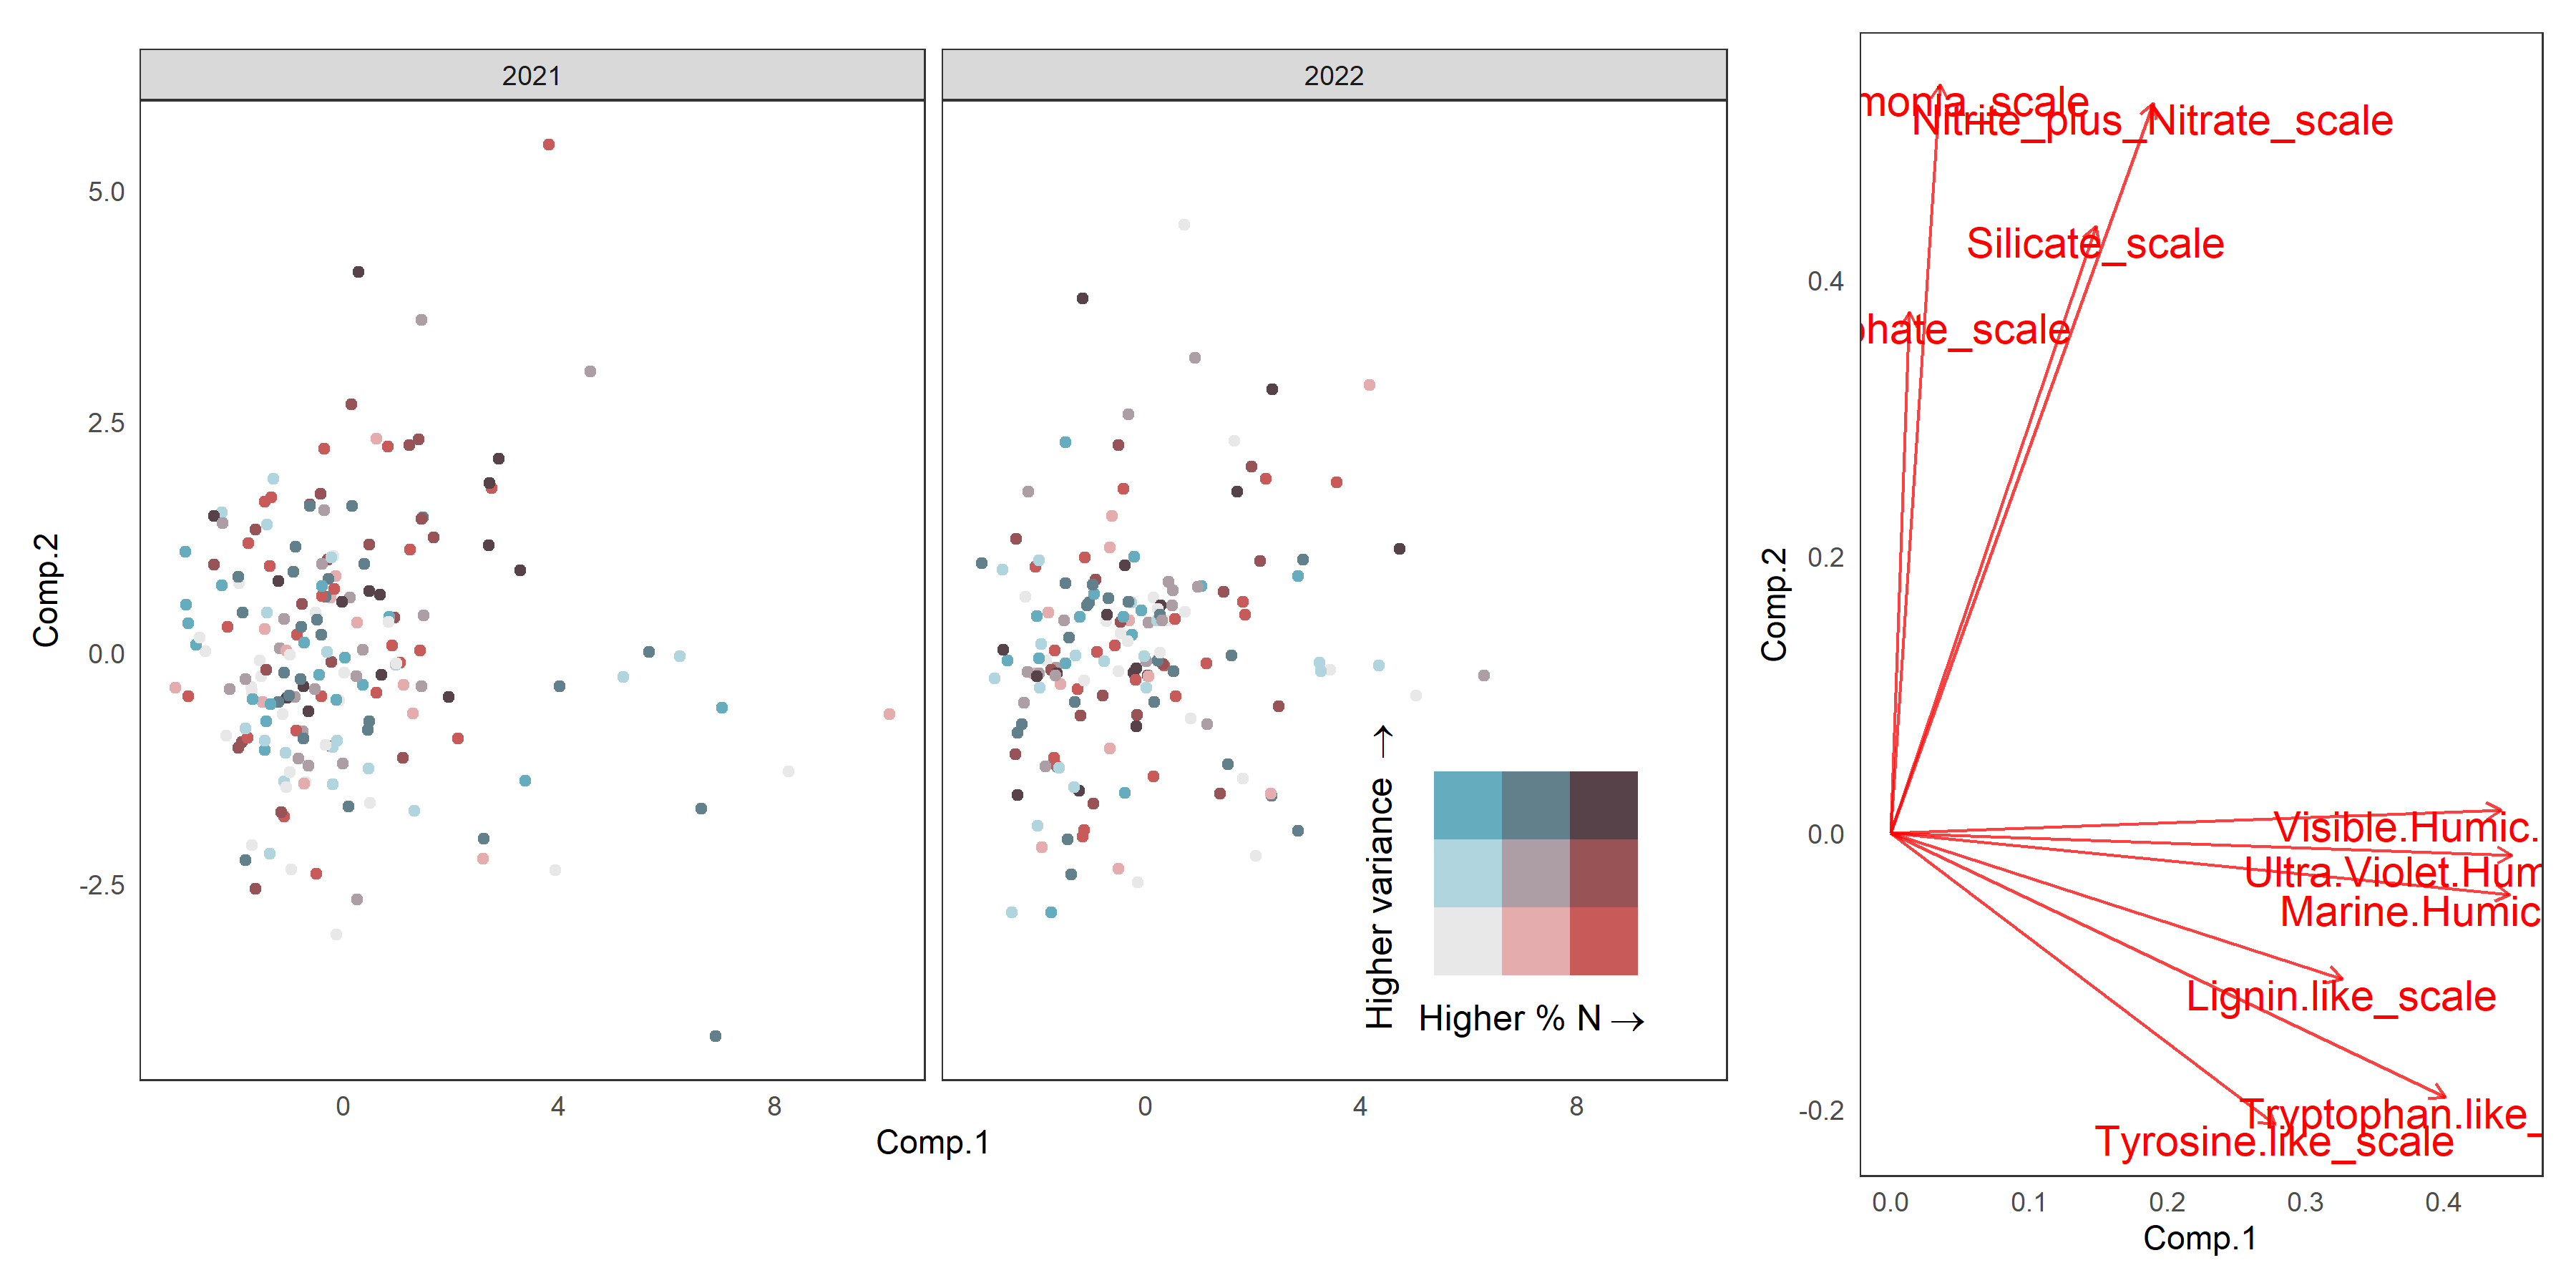 2021
2022
5.0
2.5
0.0
-2.5
Comp.2
0
4
8
0
4
8
Comp.1
Higher variance →
Higher % N →
monia_scale
Nitrite_plus_Nitrate_scale
Silicate_scale
phate_scale
Visible.Humic.
Ultra.Violet.Hum
Marine.Humic
Lignin.like_scale
Tryptophan.like_
Tyrosine.like_scale
0.4
0.2
0.0
-0.2
Comp.2
0.0
0.1
0.2
0.3
0.4
Comp.1